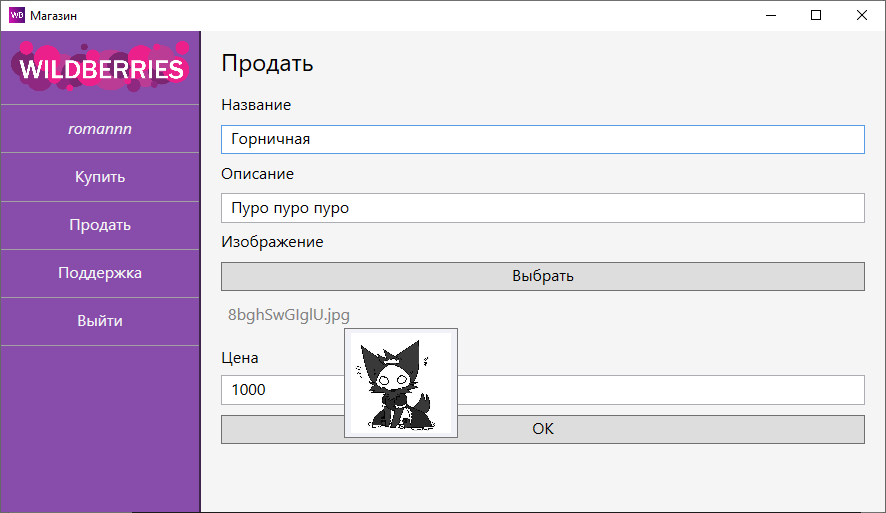 WB Магазин
WILDBERRIES
romannn
Купить
Продать
Поддержка
Выйти
Продать
Название
Горничная
Описание
Пуро пуро пуро
Изображение
Выбрать
8bghSwGIglU.jpg
Цена
1000
OK